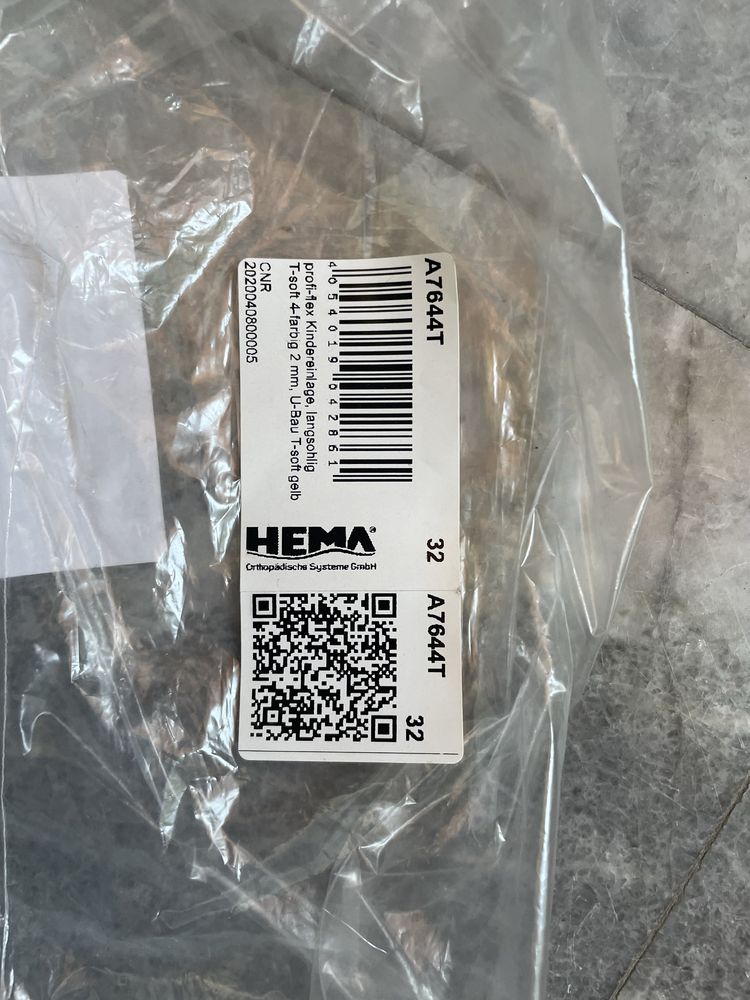 A7644T
32
4 054019 042861
profi-flex Kindereinlage, langsohlig
T-soft 4-farbig 2 mm, U-Bau T-soft gelb
CNR
2020040800005
HEMA®
Orthopädische Systeme GmbH
A7644T
32